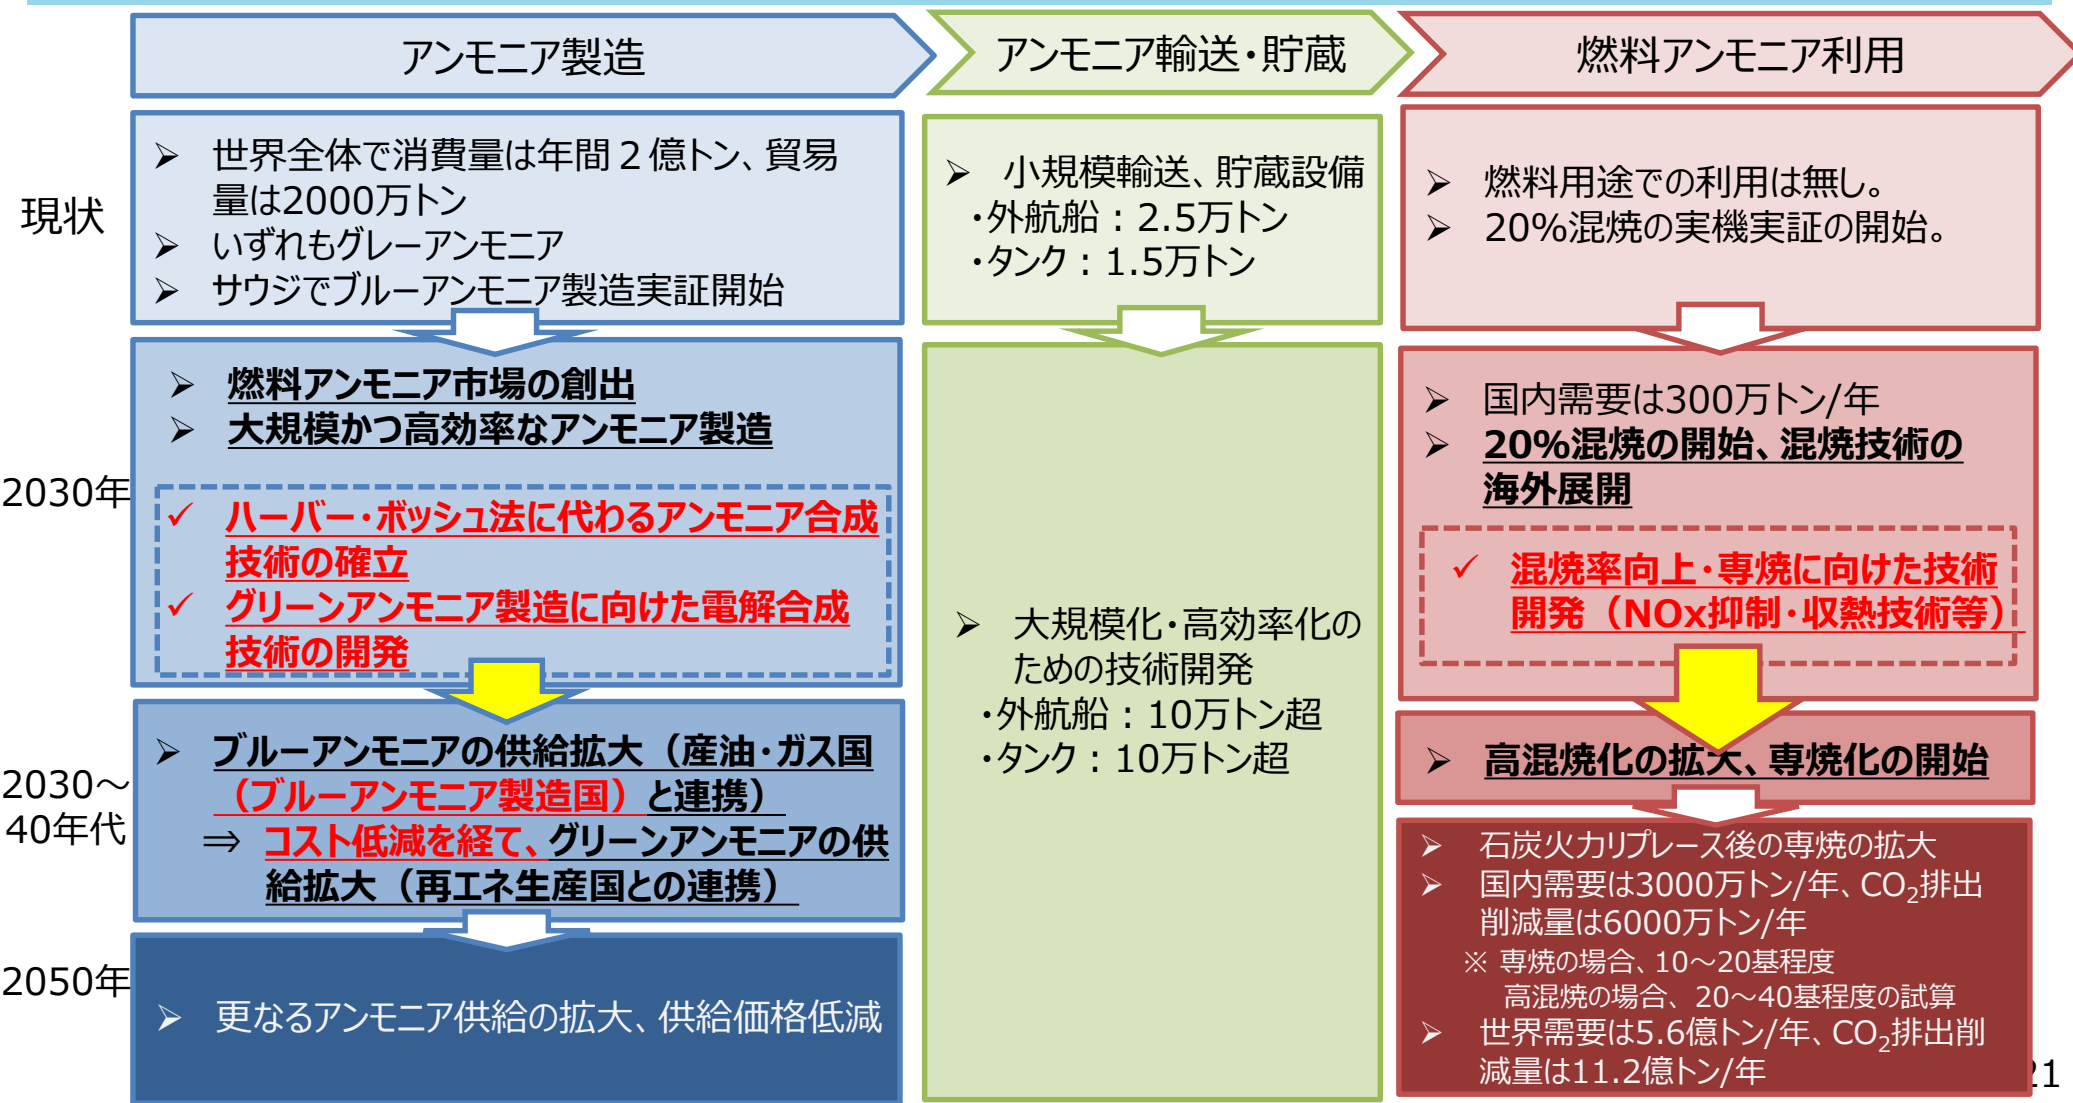 アンモニア製造
アンモニア輸送・貯蔵
燃料アンモニア利用
現状
➢ 世界全体で消費量は年間２億トン、貿易
量は2000万トン
➢ いずれもグレーアンモニア
➢ サウジでブルーアンモニア製造実証開始
➢ 小規模輸送、貯蔵設備
・外航船：2.5万トン
・タンク：1.5万トン
➢ 燃料用途での利用は無し。
➢ 20%混焼の実機実証の開始。
2030年
➢ 燃料アンモニア市場の創出
➢ 大規模かつ高効率なアンモニア製造
✓ ハーバー・ボッシュ法に代わるアンモニア合成
技術の確立
✓ グリーンアンモニア製造に向けた電解合成
技術の開発
➢ 大規模化・高効率化の
ための技術開発
・外航船：10万トン超
・タンク：10万トン超
➢ 国内需要は300万トン/年
➢ 20%混焼の開始、混焼技術の
海外展開
✓ 混焼率向上・専焼に向けた技術
開発（NOx抑制・収熱技術等）
2030～
40年代
➢ ブルーアンモニアの供給拡大（産油・ガス国
（ブルーアンモニア製造国）と連携）
⇒ コスト低減を経て、グリーンアンモニアの供
給拡大（再エネ生産国との連携）
➢ 高混焼化の拡大、専焼化の開始
2050年
➢ 更なるアンモニア供給の拡大、供給価格低減
➢ 石炭火力リプレース後の専焼の拡大
➢ 国内需要は3000万トン/年、CO2排出
削減量は6000万トン/年
※ 専焼の場合、10～20基程度
高混焼の場合、20～40基程度の試算
➢ 世界需要は5.6億トン/年、CO2排出削
減量は11.2億トン/年
21